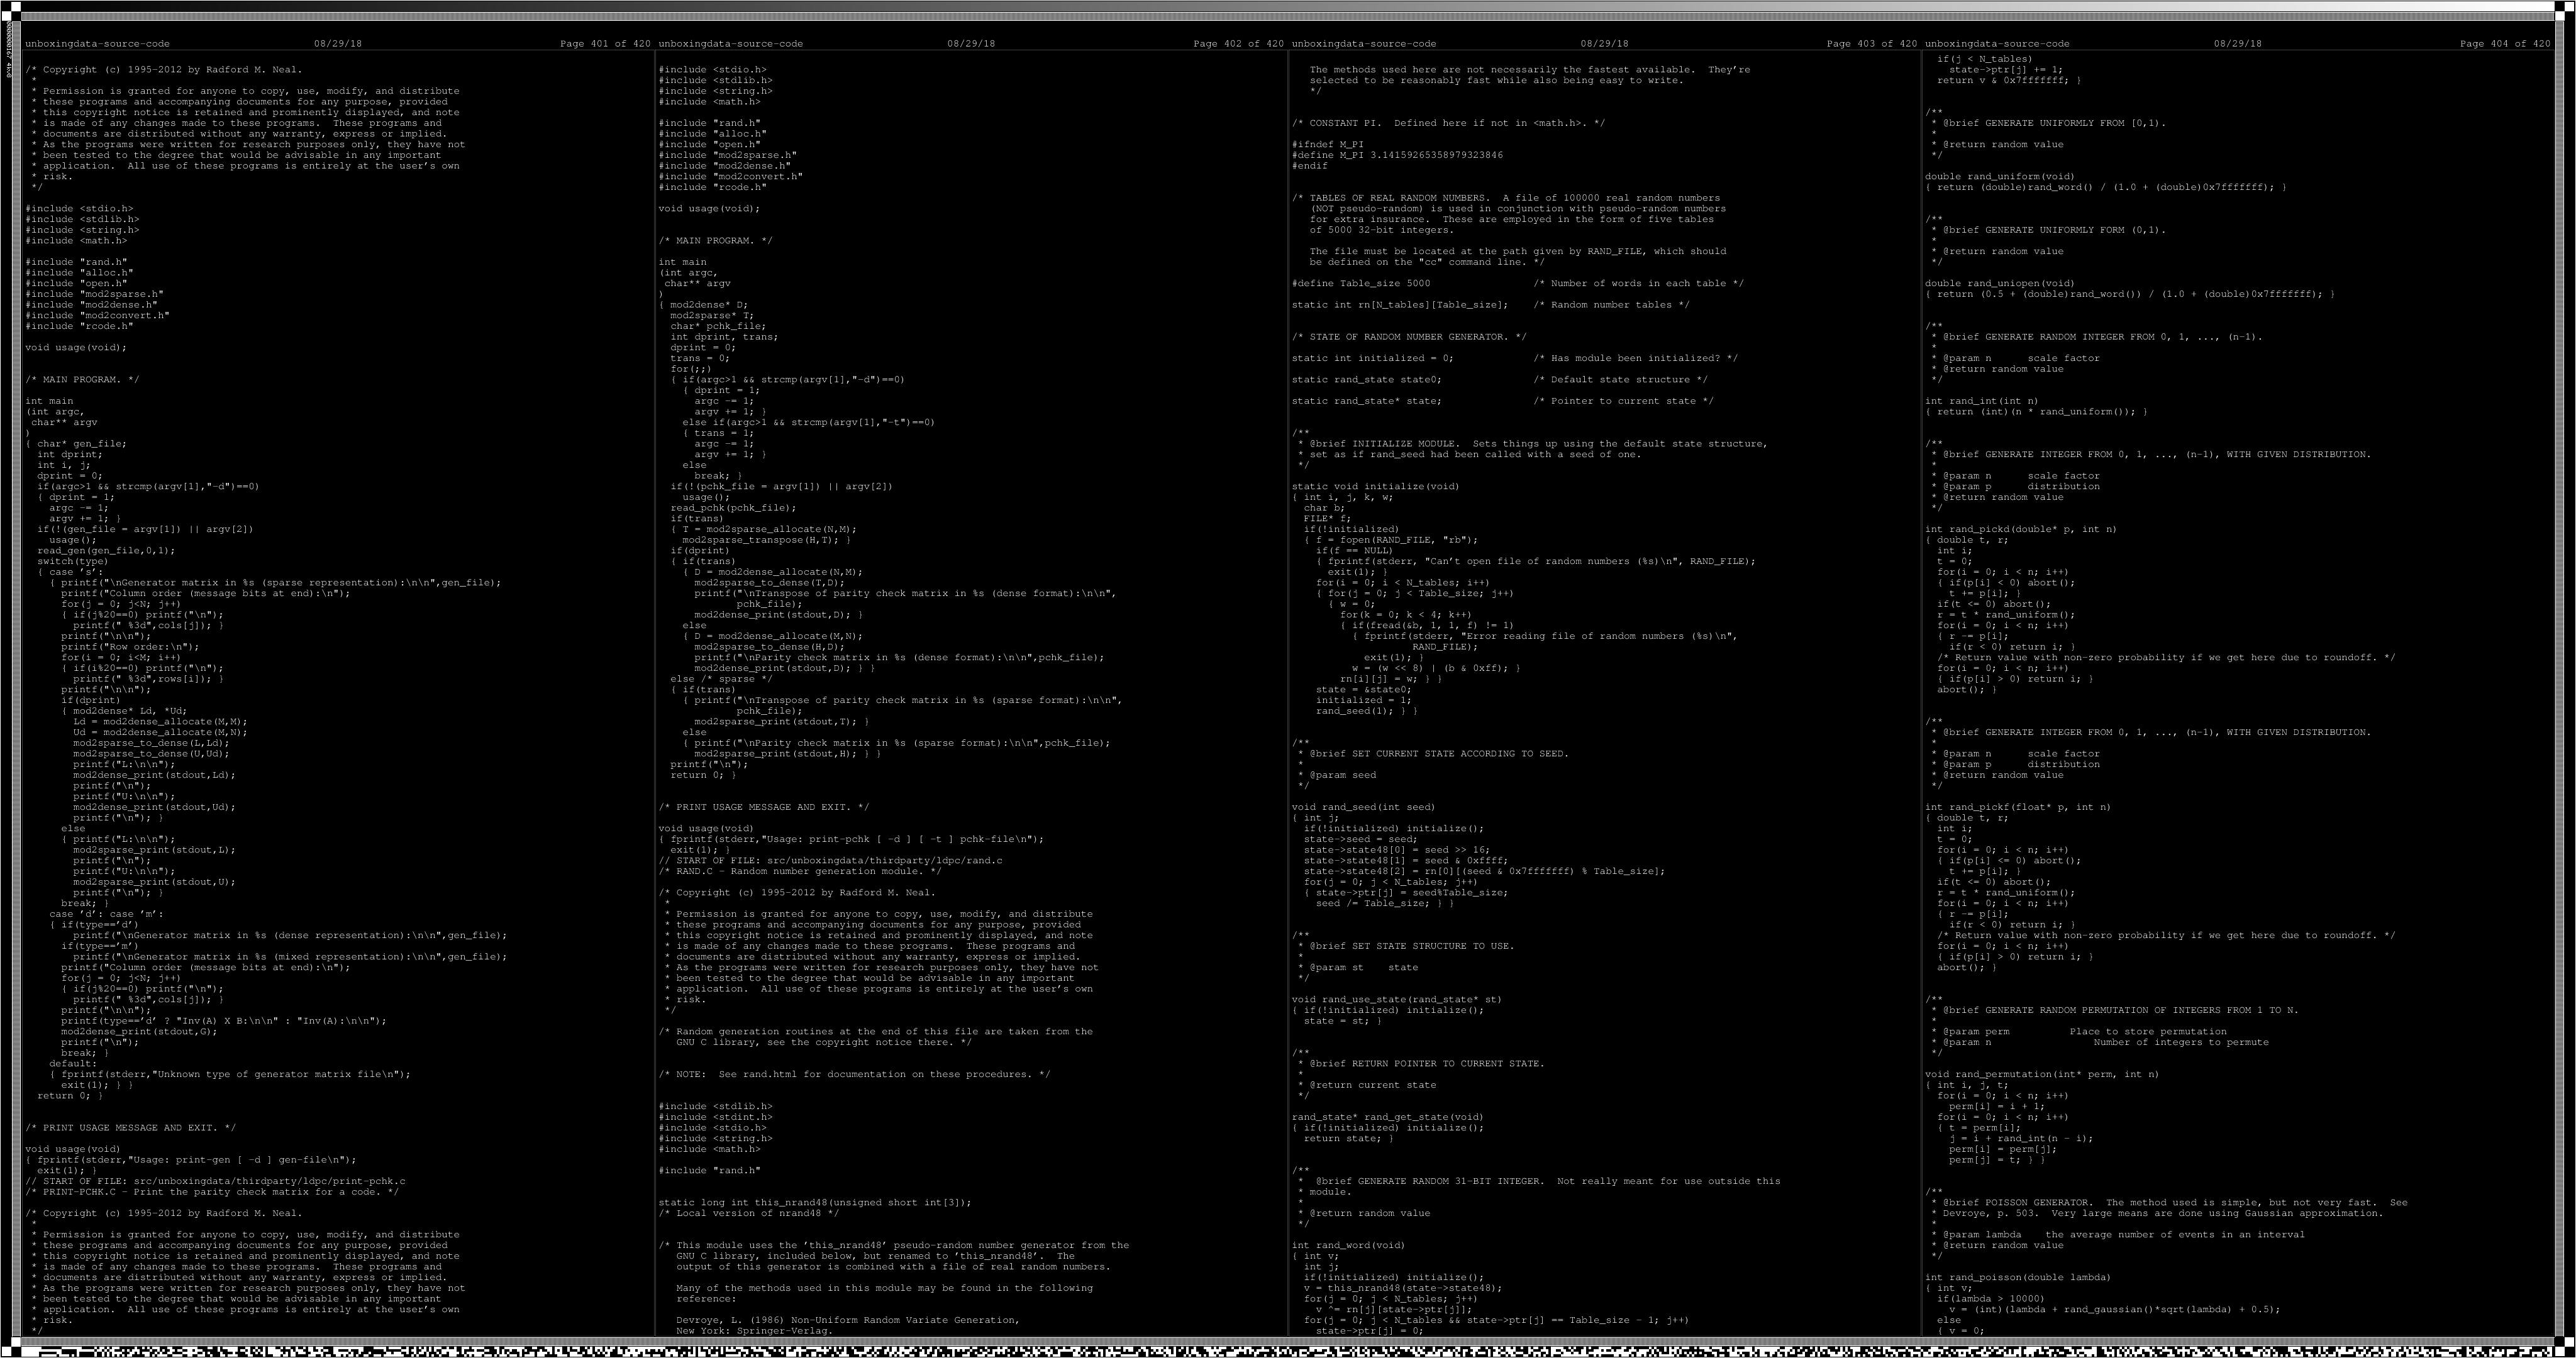 unboxingdata-source-code 08/29/18 Page 401 of 420
/* Copyright (c) 1995-2012 by Radford M. Neal.
 *
 * Permission is granted for anyone to copy, use, modify, and distribute
 * these programs and accompanying documents for any purpose, provided
 * this copyright notice is retained and prominently displayed, and note
 * is made of any changes made to these programs.  These programs and
 * documents are distributed without any warranty, express or implied.
 * As the programs were written for research purposes only, they have not
 * been tested to the degree that would be advisable in any important
 * application.  All use of these programs is entirely at the user's own
 * risk.
 */
#include <stdio.h>
#include <stdlib.h>
#include <string.h>
#include <math.h>
#include "rand.h"
#include "alloc.h"
#include "open.h"
#include "mod2sparse.h"
#include "mod2dense.h"
#include "mod2convert.h"
#include "rcode.h"
void usage(void);
/* MAIN PROGRAM. */
int main
(int argc,
 char** argv
)
{ char* gen_file;
  int dprint;
  int i, j;
  dprint = 0;
  if(argc>1 && strcmp(argv[1],"-d")==0)
  { dprint = 1;
    argc -= 1;
    argv += 1; }
  if(!(gen_file = argv[1]) || argv[2])
    usage();
  read_gen(gen_file,0,1);
  switch(type)
  { case 's':
    { printf("\nGenerator matrix in %s (sparse representation):\n\n",gen_file);
      printf("Column order (message bits at end):\n");
      for(j = 0; j<N; j++)
      { if(j%20==0) printf("\n");
        printf(" %3d",cols[j]); }
      printf("\n\n");
      printf("Row order:\n");
      for(i = 0; i<M; i++)
      { if(i%20==0) printf("\n");
        printf(" %3d",rows[i]); }
      printf("\n\n");
      if(dprint)
      { mod2dense* Ld, *Ud;
        Ld = mod2dense_allocate(M,M);
        Ud = mod2dense_allocate(M,N);
        mod2sparse_to_dense(L,Ld);
        mod2sparse_to_dense(U,Ud);
        printf("L:\n\n");
        mod2dense_print(stdout,Ld);
        printf("\n");
        printf("U:\n\n");
        mod2dense_print(stdout,Ud);
        printf("\n"); }
      else
      { printf("L:\n\n");
        mod2sparse_print(stdout,L);
        printf("\n");
        printf("U:\n\n");
        mod2sparse_print(stdout,U);
        printf("\n"); }
      break; }
    case 'd': case 'm':
    { if(type=='d')
        printf("\nGenerator matrix in %s (dense representation):\n\n",gen_file);
      if(type=='m')
        printf("\nGenerator matrix in %s (mixed representation):\n\n",gen_file);
      printf("Column order (message bits at end):\n");
      for(j = 0; j<N; j++)
      { if(j%20==0) printf("\n");
        printf(" %3d",cols[j]); }
      printf("\n\n");
      printf(type=='d' ? "Inv(A) X B:\n\n" : "Inv(A):\n\n");
      mod2dense_print(stdout,G);
      printf("\n");
      break; }
    default:
    { fprintf(stderr,"Unknown type of generator matrix file\n");
      exit(1); } }
  return 0; }
/* PRINT USAGE MESSAGE AND EXIT. */
void usage(void)
{ fprintf(stderr,"Usage: print-gen [ -d ] gen-file\n");
  exit(1); }
// START OF FILE: src/unboxingdata/thirdparty/ldpc/print-pchk.c
/* PRINT-PCHK.C - Print the parity check matrix for a code. */
/* Copyright (c) 1995-2012 by Radford M. Neal.
 *
 * Permission is granted for anyone to copy, use, modify, and distribute
 * these programs and accompanying documents for any purpose, provided
 * this copyright notice is retained and prominently displayed, and note
 * is made of any changes made to these programs.  These programs and
 * documents are distributed without any warranty, express or implied.
 * As the programs were written for research purposes only, they have not
 * been tested to the degree that would be advisable in any important
 * application.  All use of these programs is entirely at the user's own
 * risk.
 */
unboxingdata-source-code 08/29/18 Page 402 of 420
#include <stdio.h>
#include <stdlib.h>
#include <string.h>
#include <math.h>
#include "rand.h"
#include "alloc.h"
#include "open.h"
#include "mod2sparse.h"
#include "mod2dense.h"
#include "mod2convert.h"
#include "rcode.h"
void usage(void);
/* MAIN PROGRAM. */
int main
(int argc,
 char** argv
)
{ mod2dense* D;
  mod2sparse* T;
  char* pchk_file;
  int dprint, trans;
  dprint = 0;
  trans = 0;
  for(;;)
  { if(argc>1 && strcmp(argv[1],"-d")==0)
    { dprint = 1;
      argc -= 1;
      argv += 1; }
    else if(argc>1 && strcmp(argv[1],"-t")==0)
    { trans = 1;
      argc -= 1;
      argv += 1; }
    else
      break; }
  if(!(pchk_file = argv[1]) || argv[2])
    usage();
  read_pchk(pchk_file);
  if(trans)
  { T = mod2sparse_allocate(N,M);
    mod2sparse_transpose(H,T); }
  if(dprint)
  { if(trans)
    { D = mod2dense_allocate(N,M);
      mod2sparse_to_dense(T,D);
      printf("\nTranspose of parity check matrix in %s (dense format):\n\n",
             pchk_file);
      mod2dense_print(stdout,D); }
    else
    { D = mod2dense_allocate(M,N);
      mod2sparse_to_dense(H,D);
      printf("\nParity check matrix in %s (dense format):\n\n",pchk_file);
      mod2dense_print(stdout,D); } }
  else /* sparse */
  { if(trans)
    { printf("\nTranspose of parity check matrix in %s (sparse format):\n\n",
             pchk_file);
      mod2sparse_print(stdout,T); }
    else
    { printf("\nParity check matrix in %s (sparse format):\n\n",pchk_file);
      mod2sparse_print(stdout,H); } }
  printf("\n");
  return 0; }
/* PRINT USAGE MESSAGE AND EXIT. */
void usage(void)
{ fprintf(stderr,"Usage: print-pchk [ -d ] [ -t ] pchk-file\n");
  exit(1); }
// START OF FILE: src/unboxingdata/thirdparty/ldpc/rand.c
/* RAND.C - Random number generation module. */
/* Copyright (c) 1995-2012 by Radford M. Neal.
 *
 * Permission is granted for anyone to copy, use, modify, and distribute
 * these programs and accompanying documents for any purpose, provided
 * this copyright notice is retained and prominently displayed, and note
 * is made of any changes made to these programs.  These programs and
 * documents are distributed without any warranty, express or implied.
 * As the programs were written for research purposes only, they have not
 * been tested to the degree that would be advisable in any important
 * application.  All use of these programs is entirely at the user's own
 * risk.
 */
/* Random generation routines at the end of this file are taken from the
   GNU C library, see the copyright notice there. */
/* NOTE:  See rand.html for documentation on these procedures. */
#include <stdlib.h>
#include <stdint.h>
#include <stdio.h>
#include <string.h>
#include <math.h>
#include "rand.h"
static long int this_nrand48(unsigned short int[3]);
/* Local version of nrand48 */
/* This module uses the 'this_nrand48' pseudo-random number generator from the
   GNU C library, included below, but renamed to 'this_nrand48'.  The
   output of this generator is combined with a file of real random numbers.
   Many of the methods used in this module may be found in the following
   reference:
   Devroye, L. (1986) Non-Uniform Random Variate Generation,
   New York: Springer-Verlag.
unboxingdata-source-code 08/29/18 Page 403 of 420
   The methods used here are not necessarily the fastest available.  They're
   selected to be reasonably fast while also being easy to write.
   */
/* CONSTANT PI.  Defined here if not in <math.h>. */
#ifndef M_PI
#define M_PI 3.14159265358979323846
#endif
/* TABLES OF REAL RANDOM NUMBERS.  A file of 100000 real random numbers
   (NOT pseudo-random) is used in conjunction with pseudo-random numbers
   for extra insurance.  These are employed in the form of five tables
   of 5000 32-bit integers.
   The file must be located at the path given by RAND_FILE, which should
   be defined on the "cc" command line. */
#define Table_size 5000                 /* Number of words in each table */
static int rn[N_tables][Table_size];    /* Random number tables */
/* STATE OF RANDOM NUMBER GENERATOR. */
static int initialized = 0;             /* Has module been initialized? */
static rand_state state0;               /* Default state structure */
static rand_state* state;               /* Pointer to current state */
/**
 * @brief INITIALIZE MODULE.  Sets things up using the default state structure,
 * set as if rand_seed had been called with a seed of one.
 */
static void initialize(void)
{ int i, j, k, w;
  char b;
  FILE* f;
  if(!initialized)
  { f = fopen(RAND_FILE, "rb");
    if(f == NULL)
    { fprintf(stderr, "Can't open file of random numbers (%s)\n", RAND_FILE);
      exit(1); }
    for(i = 0; i < N_tables; i++)
    { for(j = 0; j < Table_size; j++)
      { w = 0;
        for(k = 0; k < 4; k++)
        { if(fread(&b, 1, 1, f) != 1)
          { fprintf(stderr, "Error reading file of random numbers (%s)\n",
                    RAND_FILE);
            exit(1); }
          w = (w << 8) | (b & 0xff); }
        rn[i][j] = w; } }
    state = &state0;
    initialized = 1;
    rand_seed(1); } }
/**
 * @brief SET CURRENT STATE ACCORDING TO SEED.
 *
 * @param seed
 */
void rand_seed(int seed)
{ int j;
  if(!initialized) initialize();
  state->seed = seed;
  state->state48[0] = seed >> 16;
  state->state48[1] = seed & 0xffff;
  state->state48[2] = rn[0][(seed & 0x7fffffff) % Table_size];
  for(j = 0; j < N_tables; j++)
  { state->ptr[j] = seed%Table_size;
    seed /= Table_size; } }
/**
 * @brief SET STATE STRUCTURE TO USE.
 *
 * @param st    state
 */
void rand_use_state(rand_state* st)
{ if(!initialized) initialize();
  state = st; }
/**
 * @brief RETURN POINTER TO CURRENT STATE.
 *
 * @return current state
 */
rand_state* rand_get_state(void)
{ if(!initialized) initialize();
  return state; }
/**
 *  @brief GENERATE RANDOM 31-BIT INTEGER.  Not really meant for use outside this
 * module.
 *
 * @return random value
 */
int rand_word(void)
{ int v;
  int j;
  if(!initialized) initialize();
  v = this_nrand48(state->state48);
  for(j = 0; j < N_tables; j++)
    v ^= rn[j][state->ptr[j]];
  for(j = 0; j < N_tables && state->ptr[j] == Table_size - 1; j++)
    state->ptr[j] = 0;
unboxingdata-source-code 08/29/18 Page 404 of 420
  if(j < N_tables)
    state->ptr[j] += 1;
  return v & 0x7fffffff; }
/**
 * @brief GENERATE UNIFORMLY FROM [0,1).
 *
 * @return random value
 */
double rand_uniform(void)
{ return (double)rand_word() / (1.0 + (double)0x7fffffff); }
/**
 * @brief GENERATE UNIFORMLY FORM (0,1).
 *
 * @return random value
 */
double rand_uniopen(void)
{ return (0.5 + (double)rand_word()) / (1.0 + (double)0x7fffffff); }
/**
 * @brief GENERATE RANDOM INTEGER FROM 0, 1, ..., (n-1).
 *
 * @param n      scale factor
 * @return random value
 */
int rand_int(int n)
{ return (int)(n * rand_uniform()); }
/**
 * @brief GENERATE INTEGER FROM 0, 1, ..., (n-1), WITH GIVEN DISTRIBUTION.
 *
 * @param n      scale factor
 * @param p      distribution
 * @return random value
 */
int rand_pickd(double* p, int n)
{ double t, r;
  int i;
  t = 0;
  for(i = 0; i < n; i++)
  { if(p[i] < 0) abort();
    t += p[i]; }
  if(t <= 0) abort();
  r = t * rand_uniform();
  for(i = 0; i < n; i++)
  { r -= p[i];
    if(r < 0) return i; }
  /* Return value with non-zero probability if we get here due to roundoff. */
  for(i = 0; i < n; i++)
  { if(p[i] > 0) return i; }
  abort(); }
/**
 * @brief GENERATE INTEGER FROM 0, 1, ..., (n-1), WITH GIVEN DISTRIBUTION.
 *
 * @param n      scale factor
 * @param p      distribution
 * @return random value
 */
int rand_pickf(float* p, int n)
{ double t, r;
  int i;
  t = 0;
  for(i = 0; i < n; i++)
  { if(p[i] <= 0) abort();
    t += p[i]; }
  if(t <= 0) abort();
  r = t * rand_uniform();
  for(i = 0; i < n; i++)
  { r -= p[i];
    if(r < 0) return i; }
  /* Return value with non-zero probability if we get here due to roundoff. */
  for(i = 0; i < n; i++)
  { if(p[i] > 0) return i; }
  abort(); }
/**
 * @brief GENERATE RANDOM PERMUTATION OF INTEGERS FROM 1 TO N.
 *
 * @param perm          Place to store permutation
 * @param n                 Number of integers to permute
 */
void rand_permutation(int* perm, int n)
{ int i, j, t;
  for(i = 0; i < n; i++)
    perm[i] = i + 1;
  for(i = 0; i < n; i++)
  { t = perm[i];
    j = i + rand_int(n - i);
    perm[i] = perm[j];
    perm[j] = t; } }
/**
 * @brief POISSON GENERATOR.  The method used is simple, but not very fast.  See
 * Devroye, p. 503.  Very large means are done using Gaussian approximation.
 *
 * @param lambda    the average number of events in an interval
 * @return random value
 */
int rand_poisson(double lambda)
{ int v;
  if(lambda > 10000)
    v = (int)(lambda + rand_gaussian()*sqrt(lambda) + 0.5);
  else
  { v = 0;